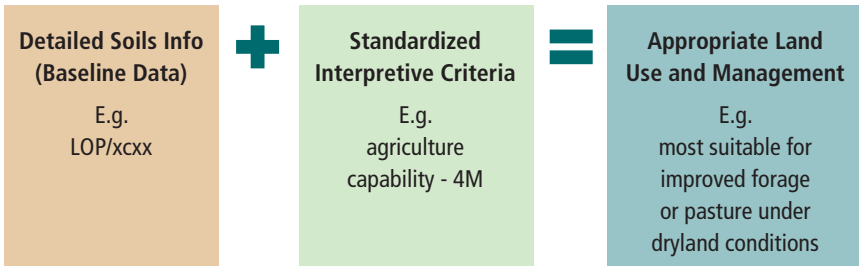 Detailed Soils Info
(Baseline Data)
E.g.
LOP/xcxx
+
Standardized
Interpretive Criteria
E.g.
agriculture
capability - 4M
=
Appropriate Land
Use and Management
E.g.
most suitable for
improved forage
or pasture under
dryland conditions